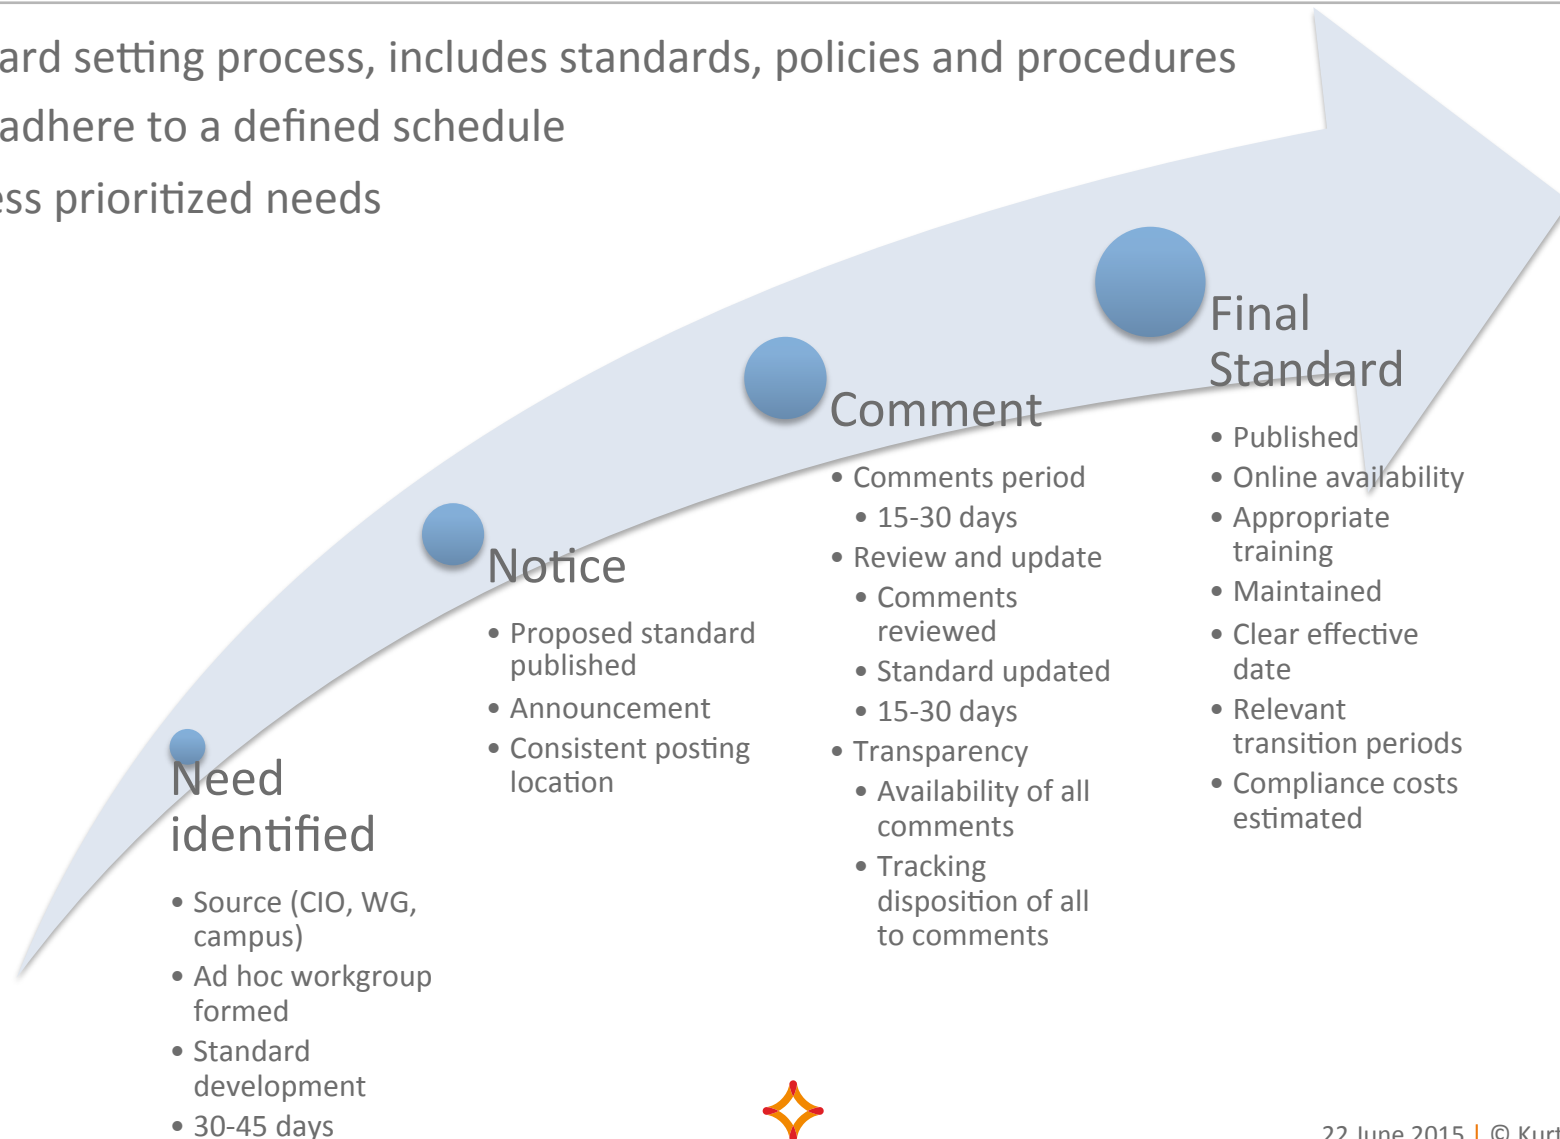 ard setting process, includes standards, policies and procedures
adhere to a defined schedule
ess prioritized needs
Need
identified
• Source (CIO, WG,
campus)
• Ad hoc workgroup
formed
• Standard
development
• 30-45 days
Notice
• Proposed standard
published
• Announcement
• Consistent posting
location
Comment
• Comments period
• 15-30 days
• Review and update
• Comments
reviewed
• Standard updated
• 15-30 days
• Transparency
• Availability of all
comments
• Tracking
disposition of all
to comments
Final
Standard
• Published
• Online availability
• Appropriate
training
• Maintained
• Clear effective
date
• Relevant
transition periods
• Compliance costs
estimated
22 June 2015 | © Kurt